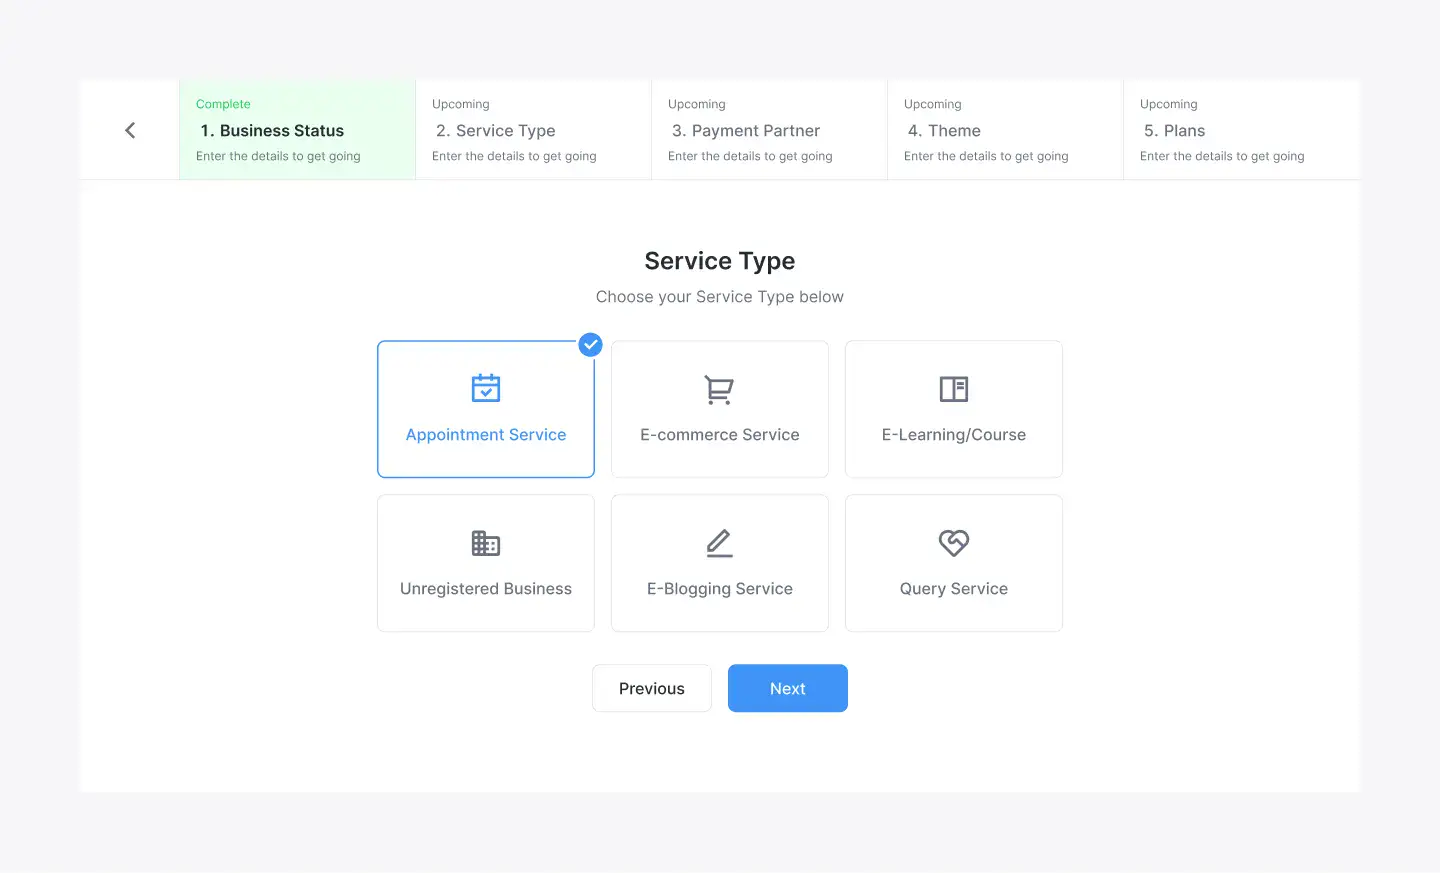 Complete
1. Business Status
Enter the details to get going
Upcoming
2. Service Type
Enter the details to get going
Upcoming
3. Payment Partner
Enter the details to get going
Upcoming
4. Theme
Enter the details to get going
Upcoming
5. Plans
Enter the details to get going
Service Type
Choose your Service Type below
Appointment Service
E-commerce Service
E-Learning/Course
Unregistered Business
E-Blogging Service
Query Service
Previous
Next